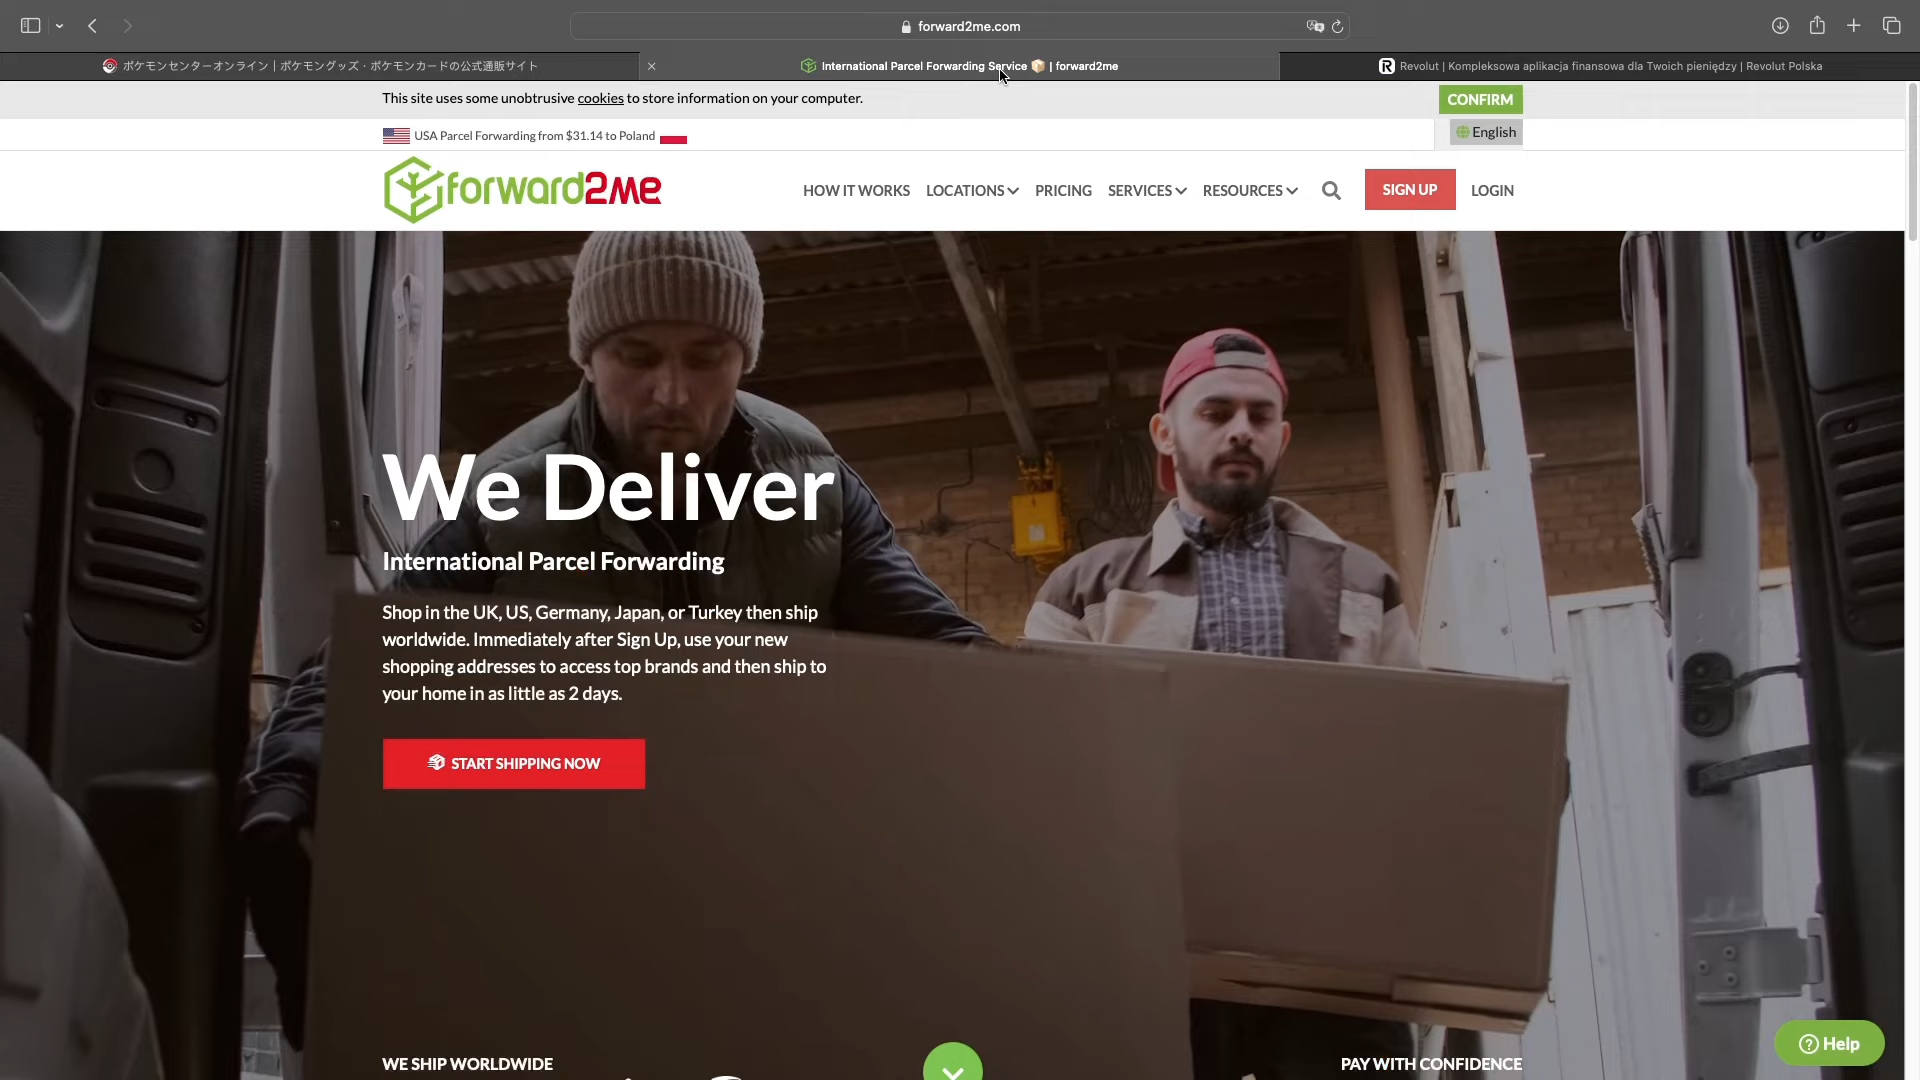 forward2me.com
ポケモンセンターオンライン | ポケモングッズ・ポケモンカードの公式通販サイト
International Parcel Forwarding Service 📦 | forward2me
Revolut | Kompleksowa aplikacja finansowa dla Twoich pieniędzy | Revolut Polska
This site uses some unobtrusive cookies to store information on your computer.
CONFIRM
USA Parcel Forwarding from $31.14 to Poland
English
forward2me
HOW IT WORKS
LOCATIONS
PRICING
SERVICES
RESOURCES
SIGN UP
LOGIN
We Deliver
International Parcel Forwarding
Shop in the UK, US, Germany, Japan, or Turkey then ship
worldwide. Immediately after Sign Up, use your new
shopping addresses to access top brands and then ship to
your home in as little as 2 days.
START SHIPPING NOW
WE SHIP WORLDWIDE
PAY WITH CONFIDENCE
Help